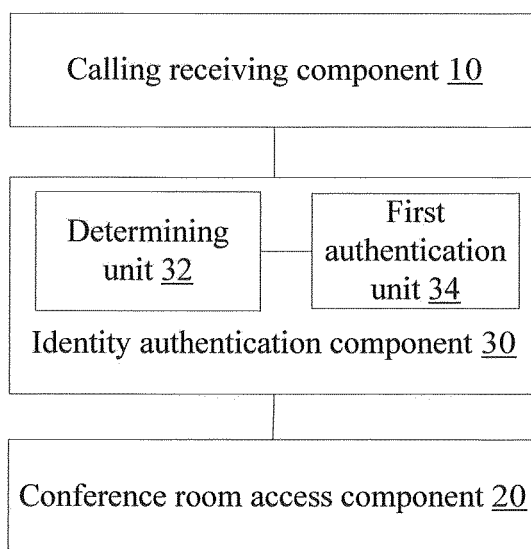 Calling receiving component 10
Determining
unit 32
First
authentication
unit 34
Identity authentication component 30
Conference room access component 20